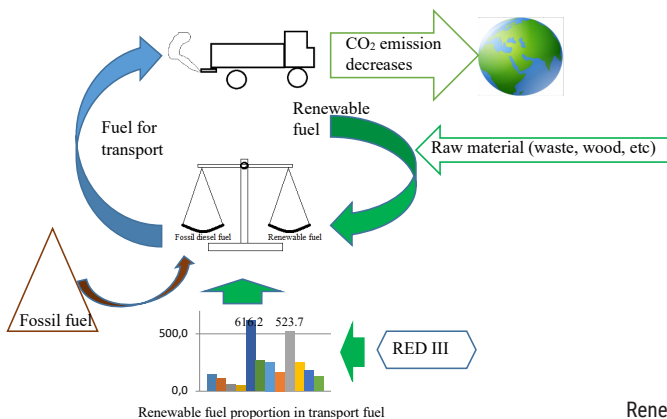 CO₂ emission
decreases
Renewable
fuel
Fuel for
transport
Raw material (waste, wood, etc)
Fossil diesel fuel
Renewable fuel
Fossil fuel
616.2
523.7
500,0
0,0
RED III
Renewable fuel proportion in transport fuel
Rene